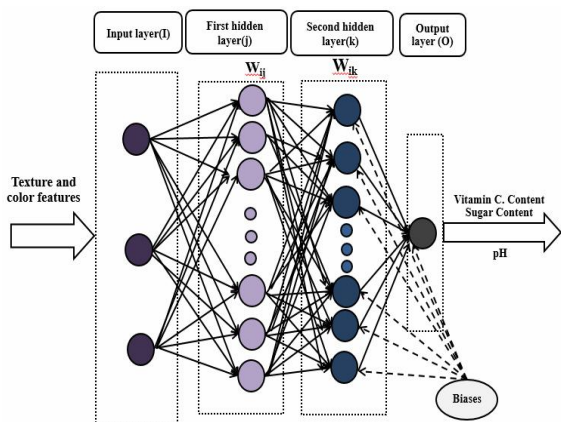 Input layer(I)
First hidden
layer(j)
Second hidden
layer(k)
Output
layer (O)
Wij
Wik
Texture and
color features
Vitamin C. Content
Sugar Content
pH
Biases